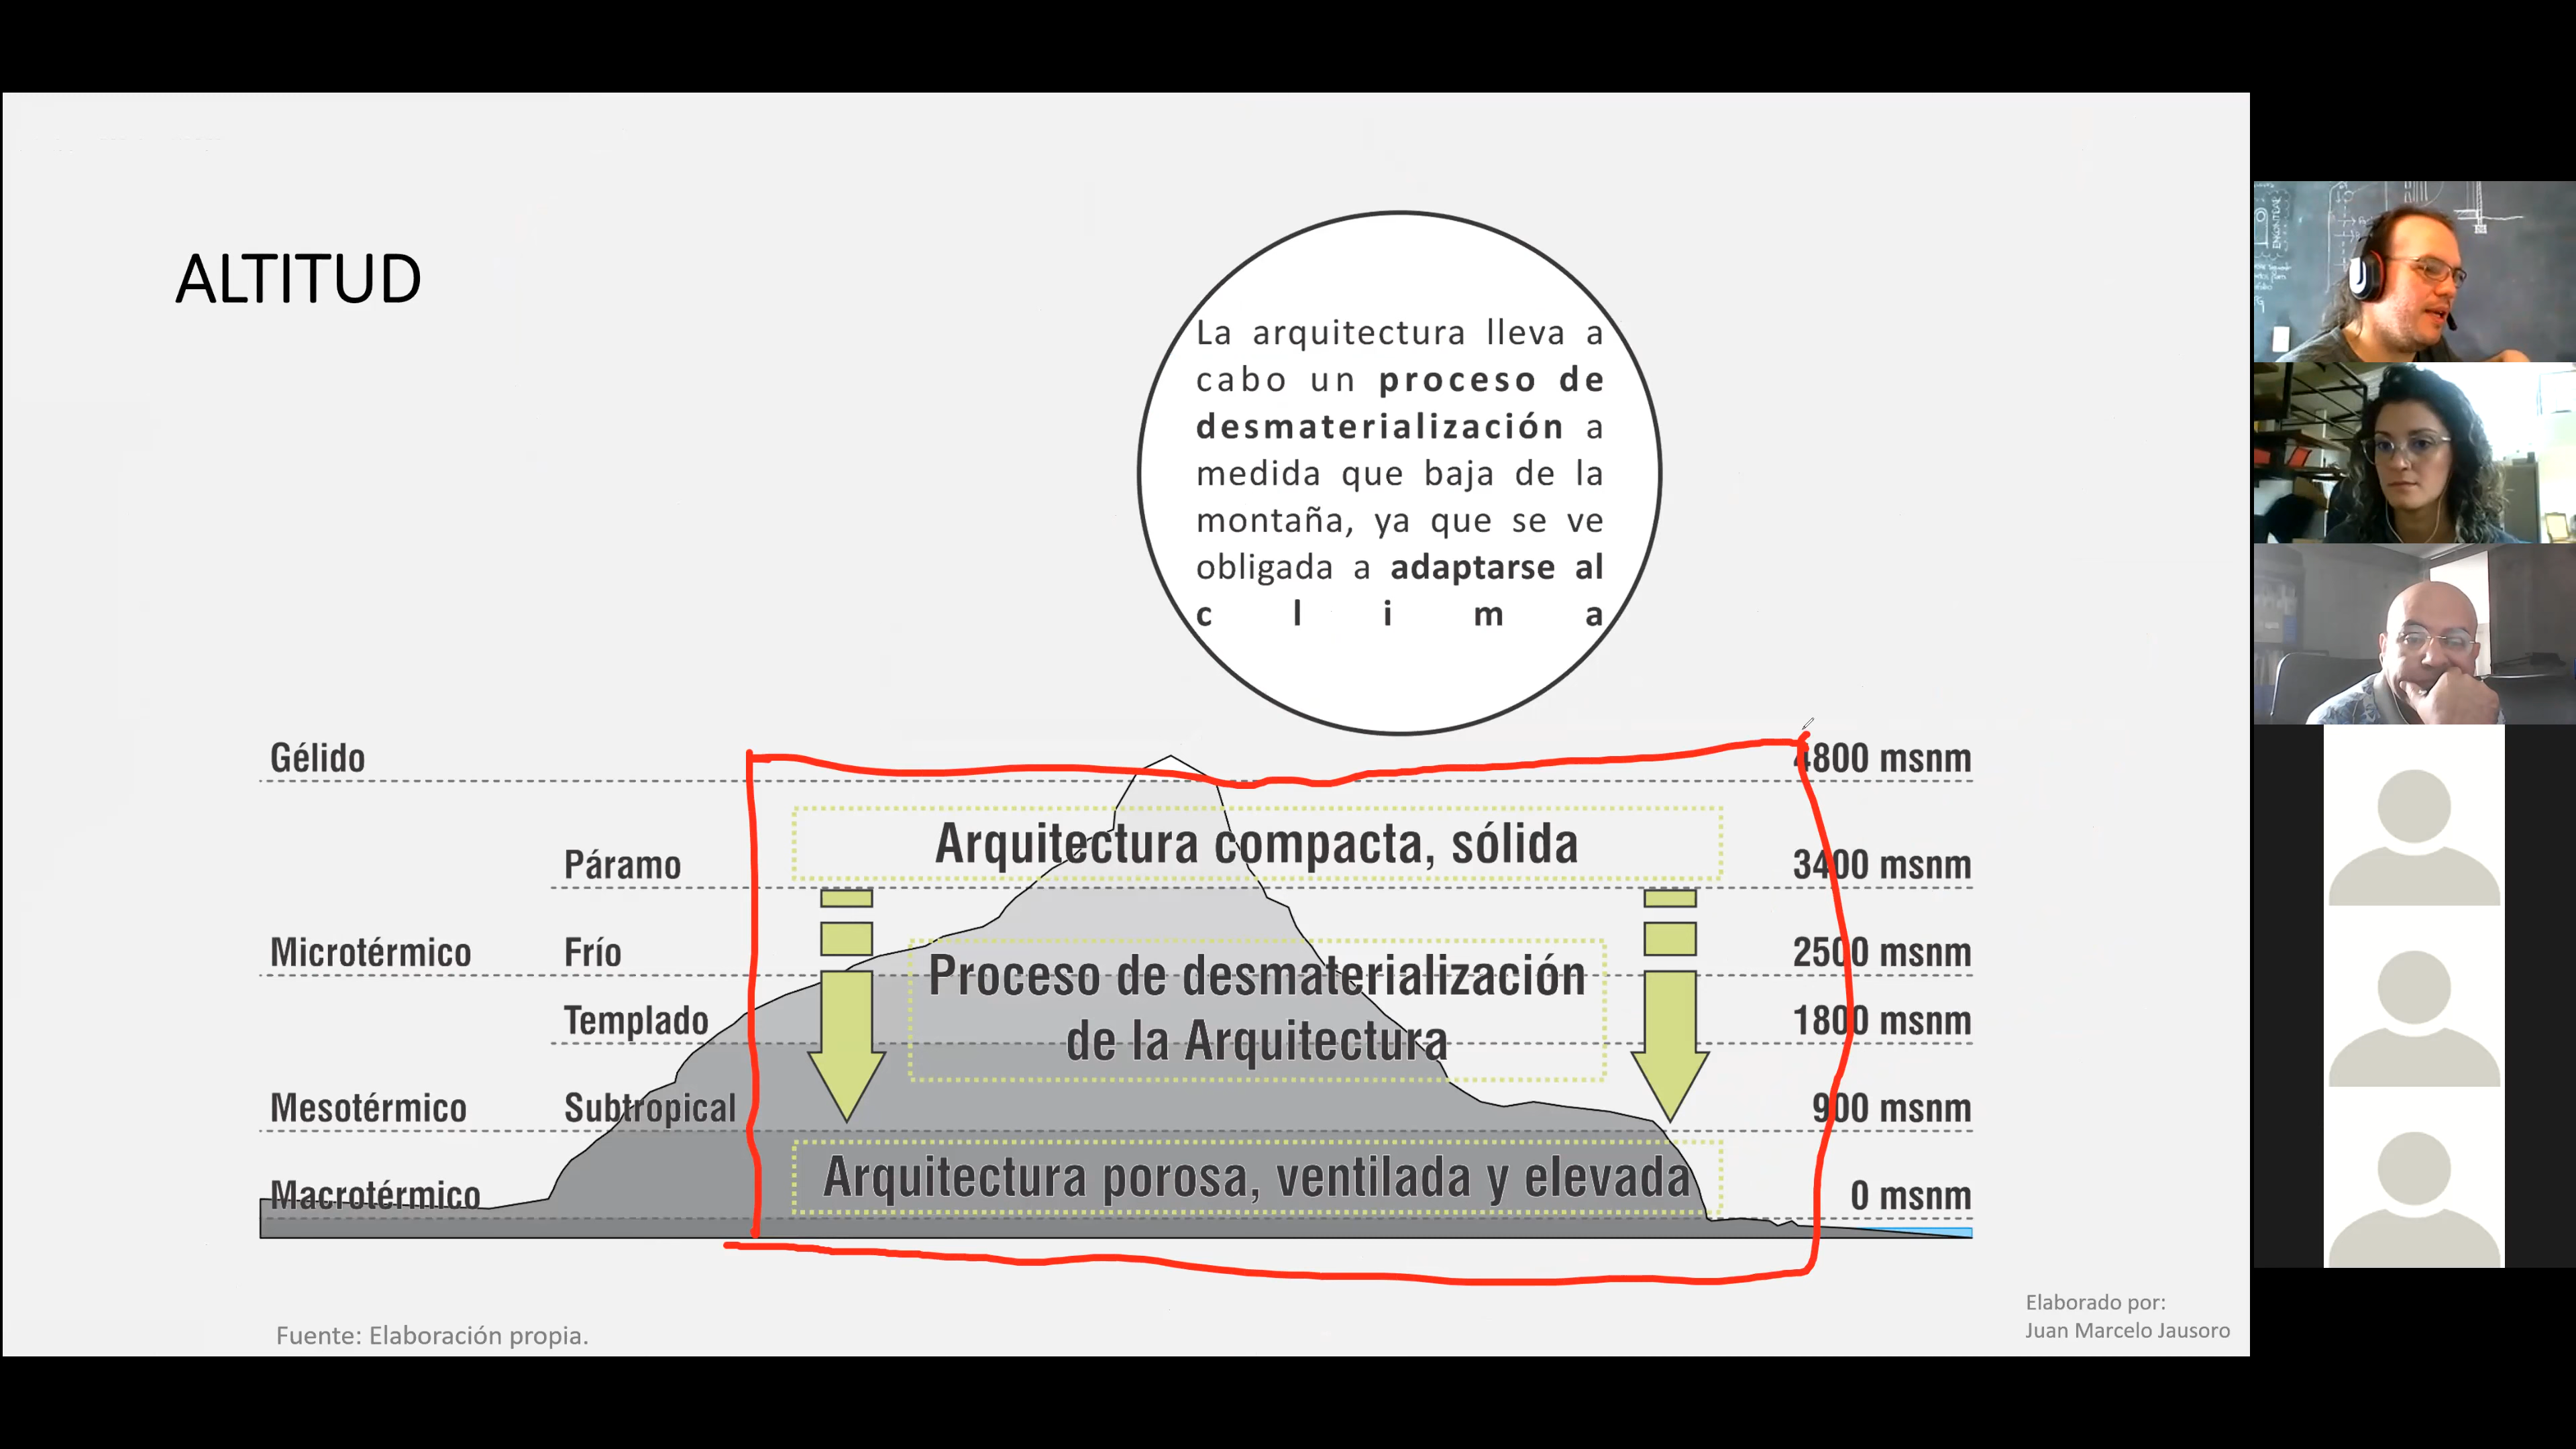 ALTITUD
La arquitectura lleva a
cabo un proceso de
desmaterialización a
medida que baja de la
montaña, ya que se ve
obligada a adaptarse al
clima
Gélido
4800 msnm
Arquitectura compacta, sólida
Páramo
3400 msnm
Microtérmico
Frío
2500 msnm
Proceso de desmaterialización
de la Arquitectura
Templado
1800 msnm
Mesotérmico
Subtropical
900 msnm
Arquitectura porosa, ventilada y elevada
Macrotérmico
0 msnm
Fuente: Elaboración propia.
Elaborado por:
Juan Marcelo Jausoro